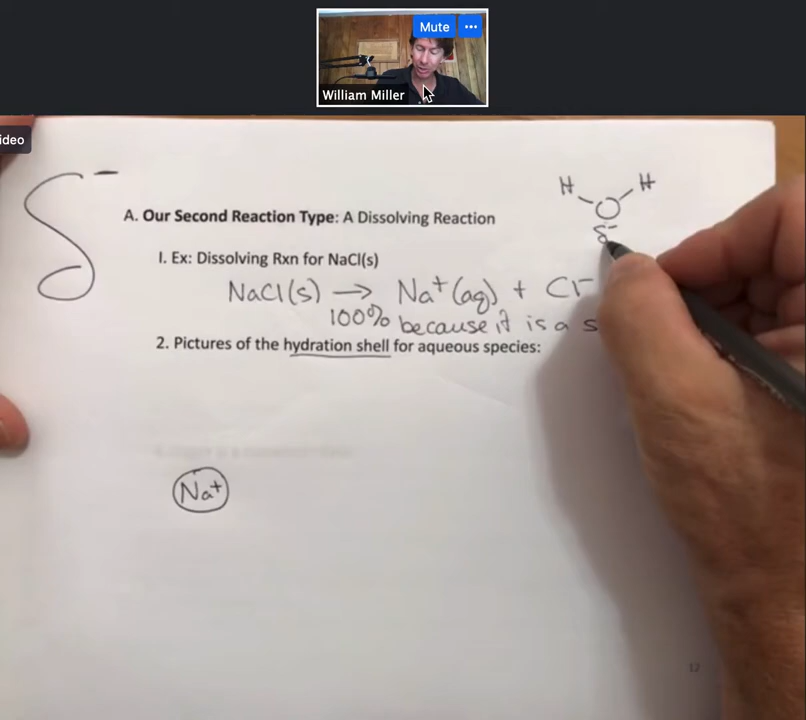 Mute
William Miller
ideo
δ⁻
H H
O
δ⁻
A. Our Second Reaction Type: A Dissolving Reaction
I. Ex: Dissolving Rxn for NaCl(s)
NaCl(s) → Na⁺(aq) + Cl⁻
100% because it is a s
2. Pictures of the hydration shell for aqueous species:
Na⁺
12